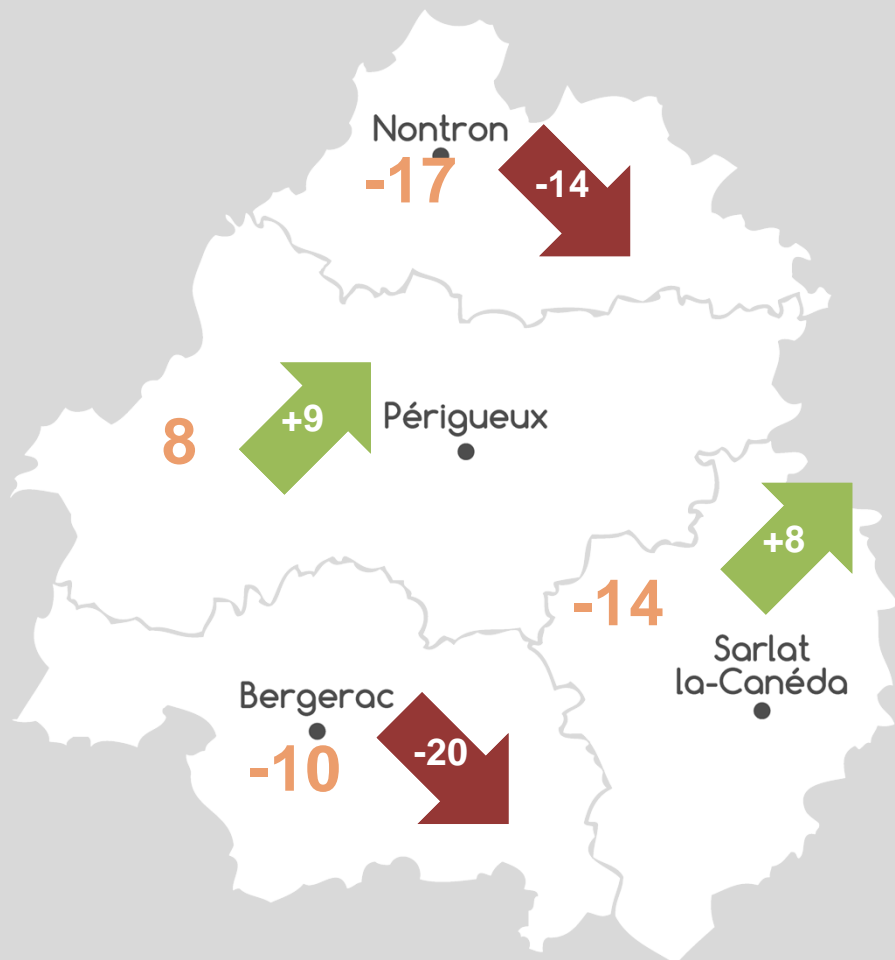 Nontron
-17
-14
8
+9
Périgueux
+8
-14
Sarlat
la-Canéda
Bergerac
-10
-20